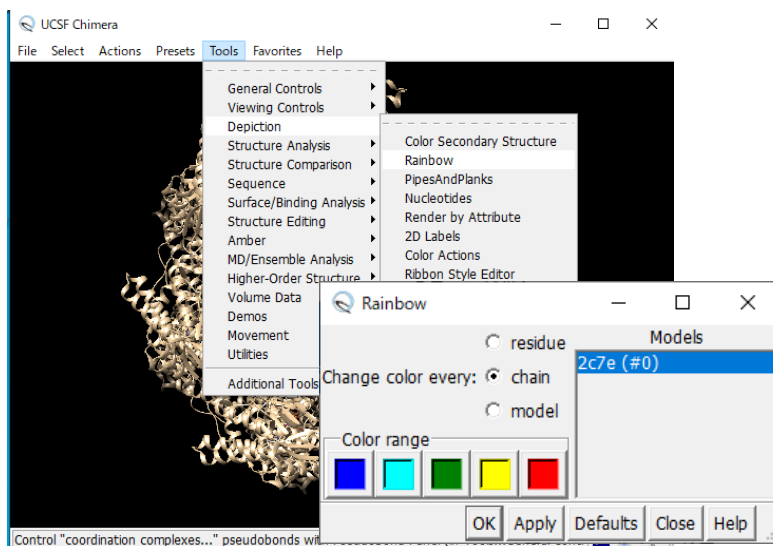 UCSF Chimera
File Select Actions Presets Tools Favorites Help
General Controls
Viewing Controls
Depiction
Structure Analysis
Structure Comparison
Sequence
Surface/Binding Analysis
Structure Editing
Amber
MD/Ensemble Analysis
Higher-Order Structure
Volume Data
Demos
Movement
Utilities
Additional Tools
Color Secondary Structure
Rainbow
PipesAndPlanks
Nucleotides
Render by Attribute
2D Labels
Color Actions
Ribbon Style Editor
Rainbow
Models
2c7e (#0)
Change color every:
residue
chain
model
Color range
OK Apply Defaults Close Help
Control "coordination complexes..." pseudobonds